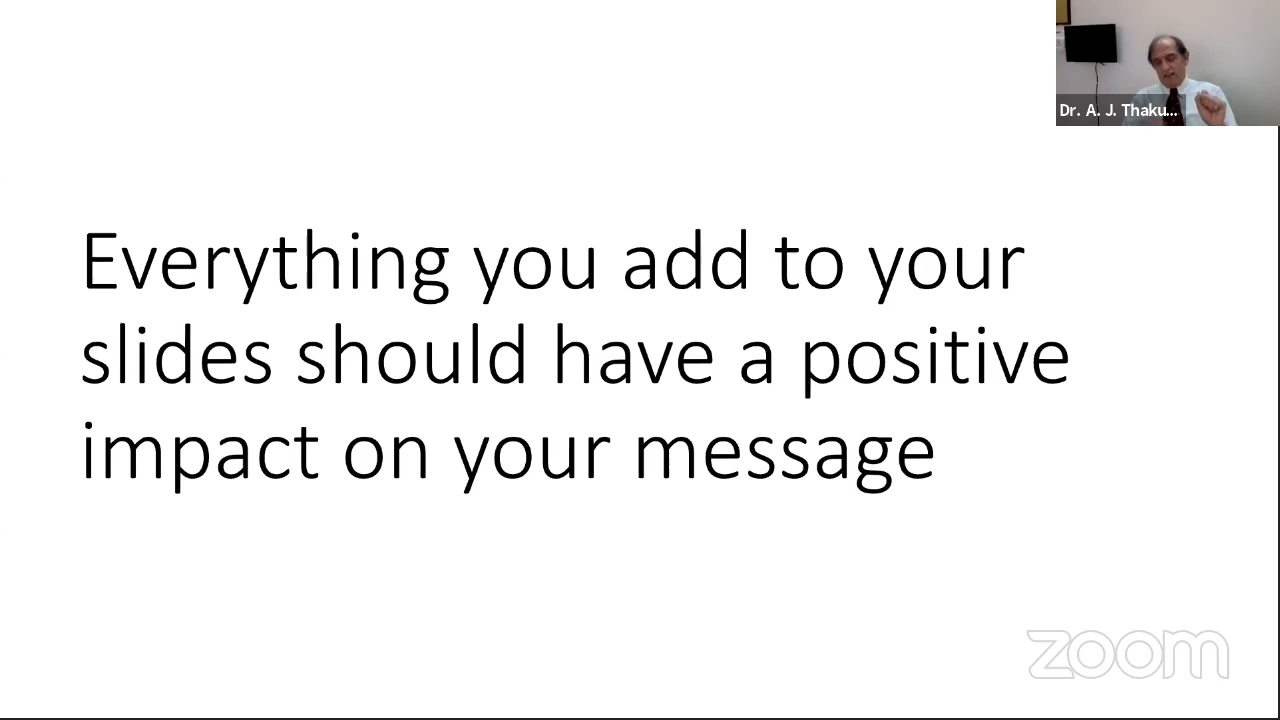 Dr. A. J. Thaku...
Everything you add to your
slides should have a positive
impact on your message
zoom